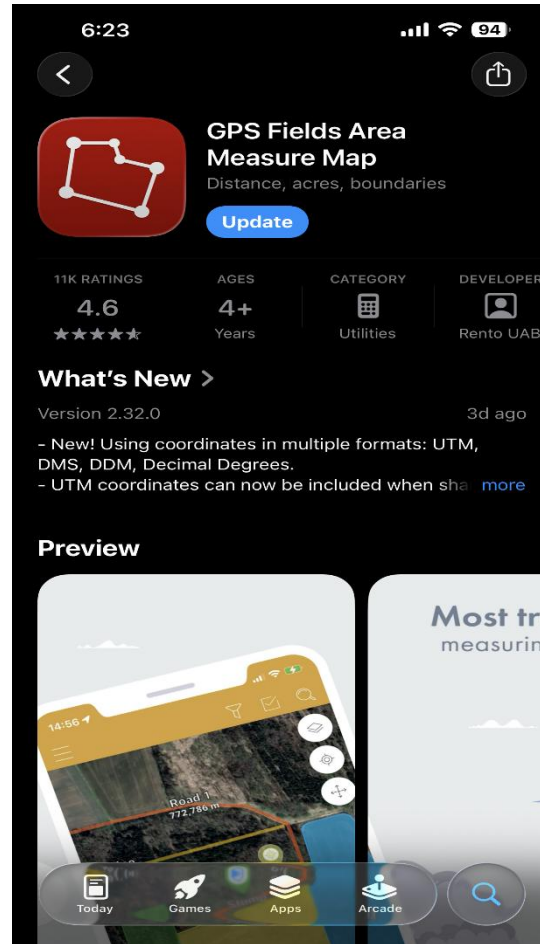 6:23
94
GPS Fields Area
Measure Map
Distance, acres, boundaries
Update
11K RATINGS
4.6
AGES
4+
Years
CATEGORY
Utilities
DEVELOPER
Rento UAB
What's New >
Version 2.32.0
3d ago
- New! Using coordinates in multiple formats: UTM,
DMS, DDM, Decimal Degrees.
- UTM coordinates can now be included when sha more
Preview
14:56
Road 1
772,786 m
Most tr
measurin
Today
Games
Apps
Arcade